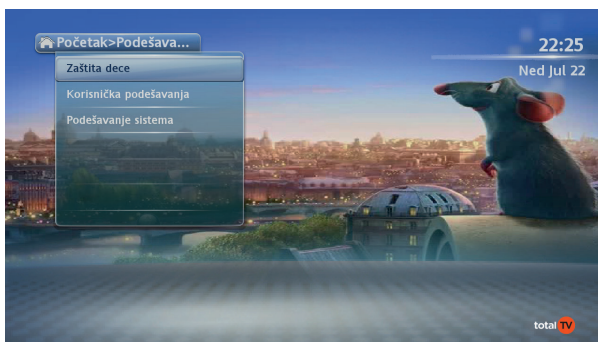 Početak>Podešava...
22:25
Ned Jul 22
Zaštita dece
Korisnička podešavanja
Podešavanje sistema
total TV